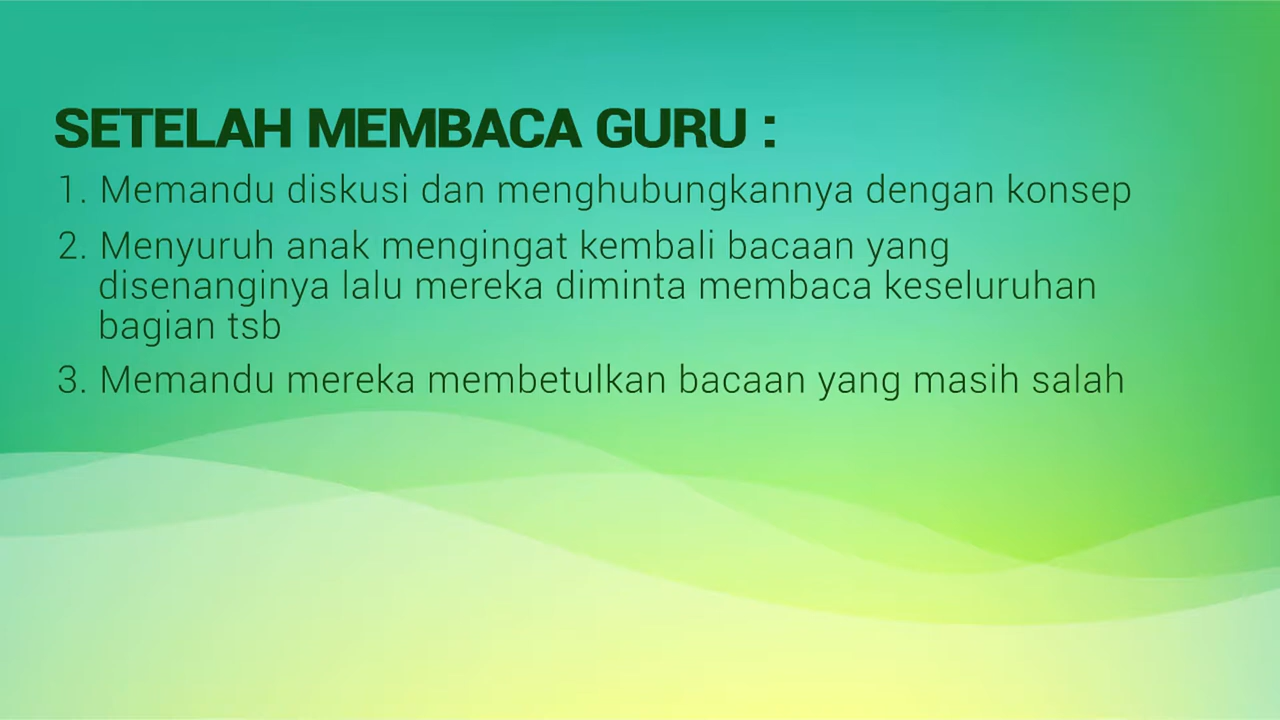 SETELAH MEMBACA GURU :
1. Memandu diskusi dan menghubungkannya dengan konsep
2. Menyuruh anak mengingat kembali bacaan yang
disenanginya lalu mereka diminta membaca keseluruhan
bagian tsb
3. Memandu mereka membetulkan bacaan yang masih salah